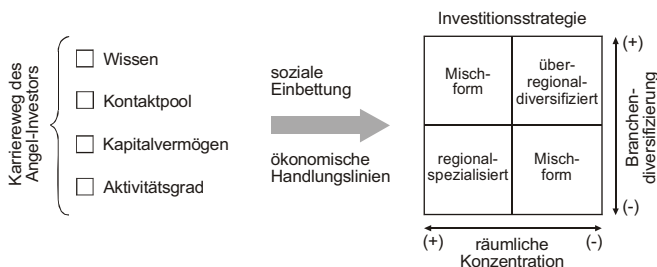 Karriereweg des
Angel-Investors
Wissen
Kontaktpool
Kapitalvermögen
Aktivitätsgrad
soziale
Einbettung
ökonomische
Handlungslinien
Investitionsstrategie
Misch-
form
über-
regional-
diversifiziert
regional-
spezialisiert
Misch-
form
(+)
Branchen-
diversifizierung
(-)
(+)
räumliche
Konzentration
(-)